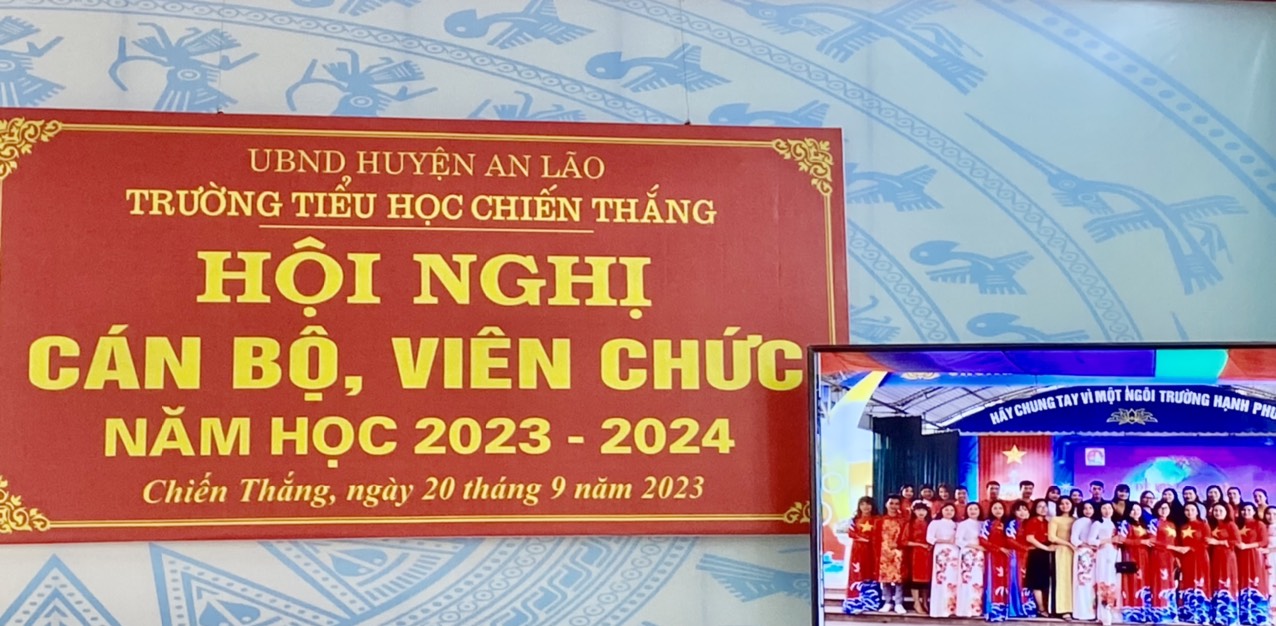 UBND HUYỆN AN LÃO
TRƯỜNG TIỂU HỌC CHIẾN THẮNG
HỘI NGHỊ
CÁN BỘ, VIÊN CHỨC
NĂM HỌC 2023 - 2024
Chiến Thắng, ngày 20 tháng 9 năm 2023
HÃY CHUNG TAY VÌ MỘT NGÔI TRƯỜNG HẠNH